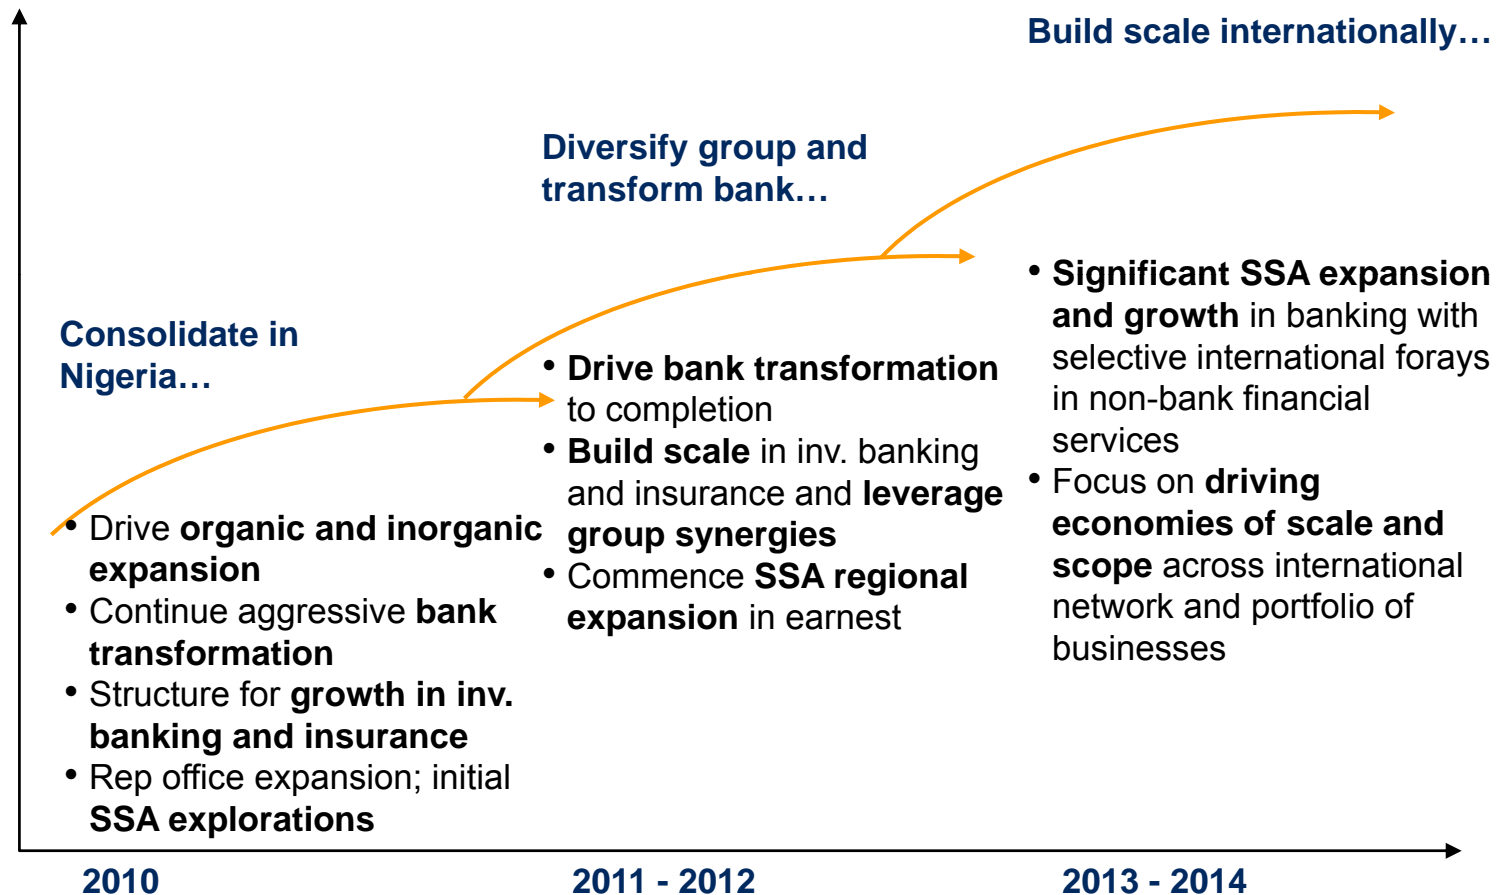 Consolidate in
Nigeria…
• Drive organic and inorganic
expansion
• Continue aggressive bank
transformation
• Structure for growth in inv.
banking and insurance
• Rep office expansion; initial
SSA explorations
2010
Diversify group and
transform bank…
• Drive bank transformation
to completion
• Build scale in inv. banking
and insurance and leverage
group synergies
• Commence SSA regional
expansion in earnest
2011 - 2012
Build scale internationally…
• Significant SSA expansion
and growth in banking with
selective international forays
in non-bank financial
services
• Focus on driving
economies of scale and
scope across international
network and portfolio of
businesses
2013 - 2014